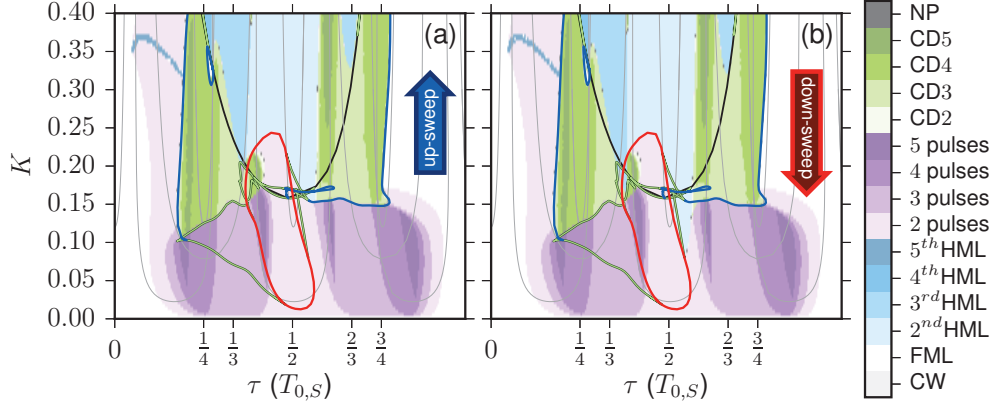 K
0.40
0.35
0.30
0.25
0.20
0.15
0.10
0.05
0.00
(a)
up-sweep
0
1/4
1/3
1/2
2/3
3/4
τ (T0,S)
(b)
down-sweep
0
1/4
1/3
1/2
2/3
3/4
τ (T0,S)
NP
CD5
CD4
CD3
CD2
5 pulses
4 pulses
3 pulses
2 pulses
5th HML
4th HML
3rd HML
2nd HML
FML
CW